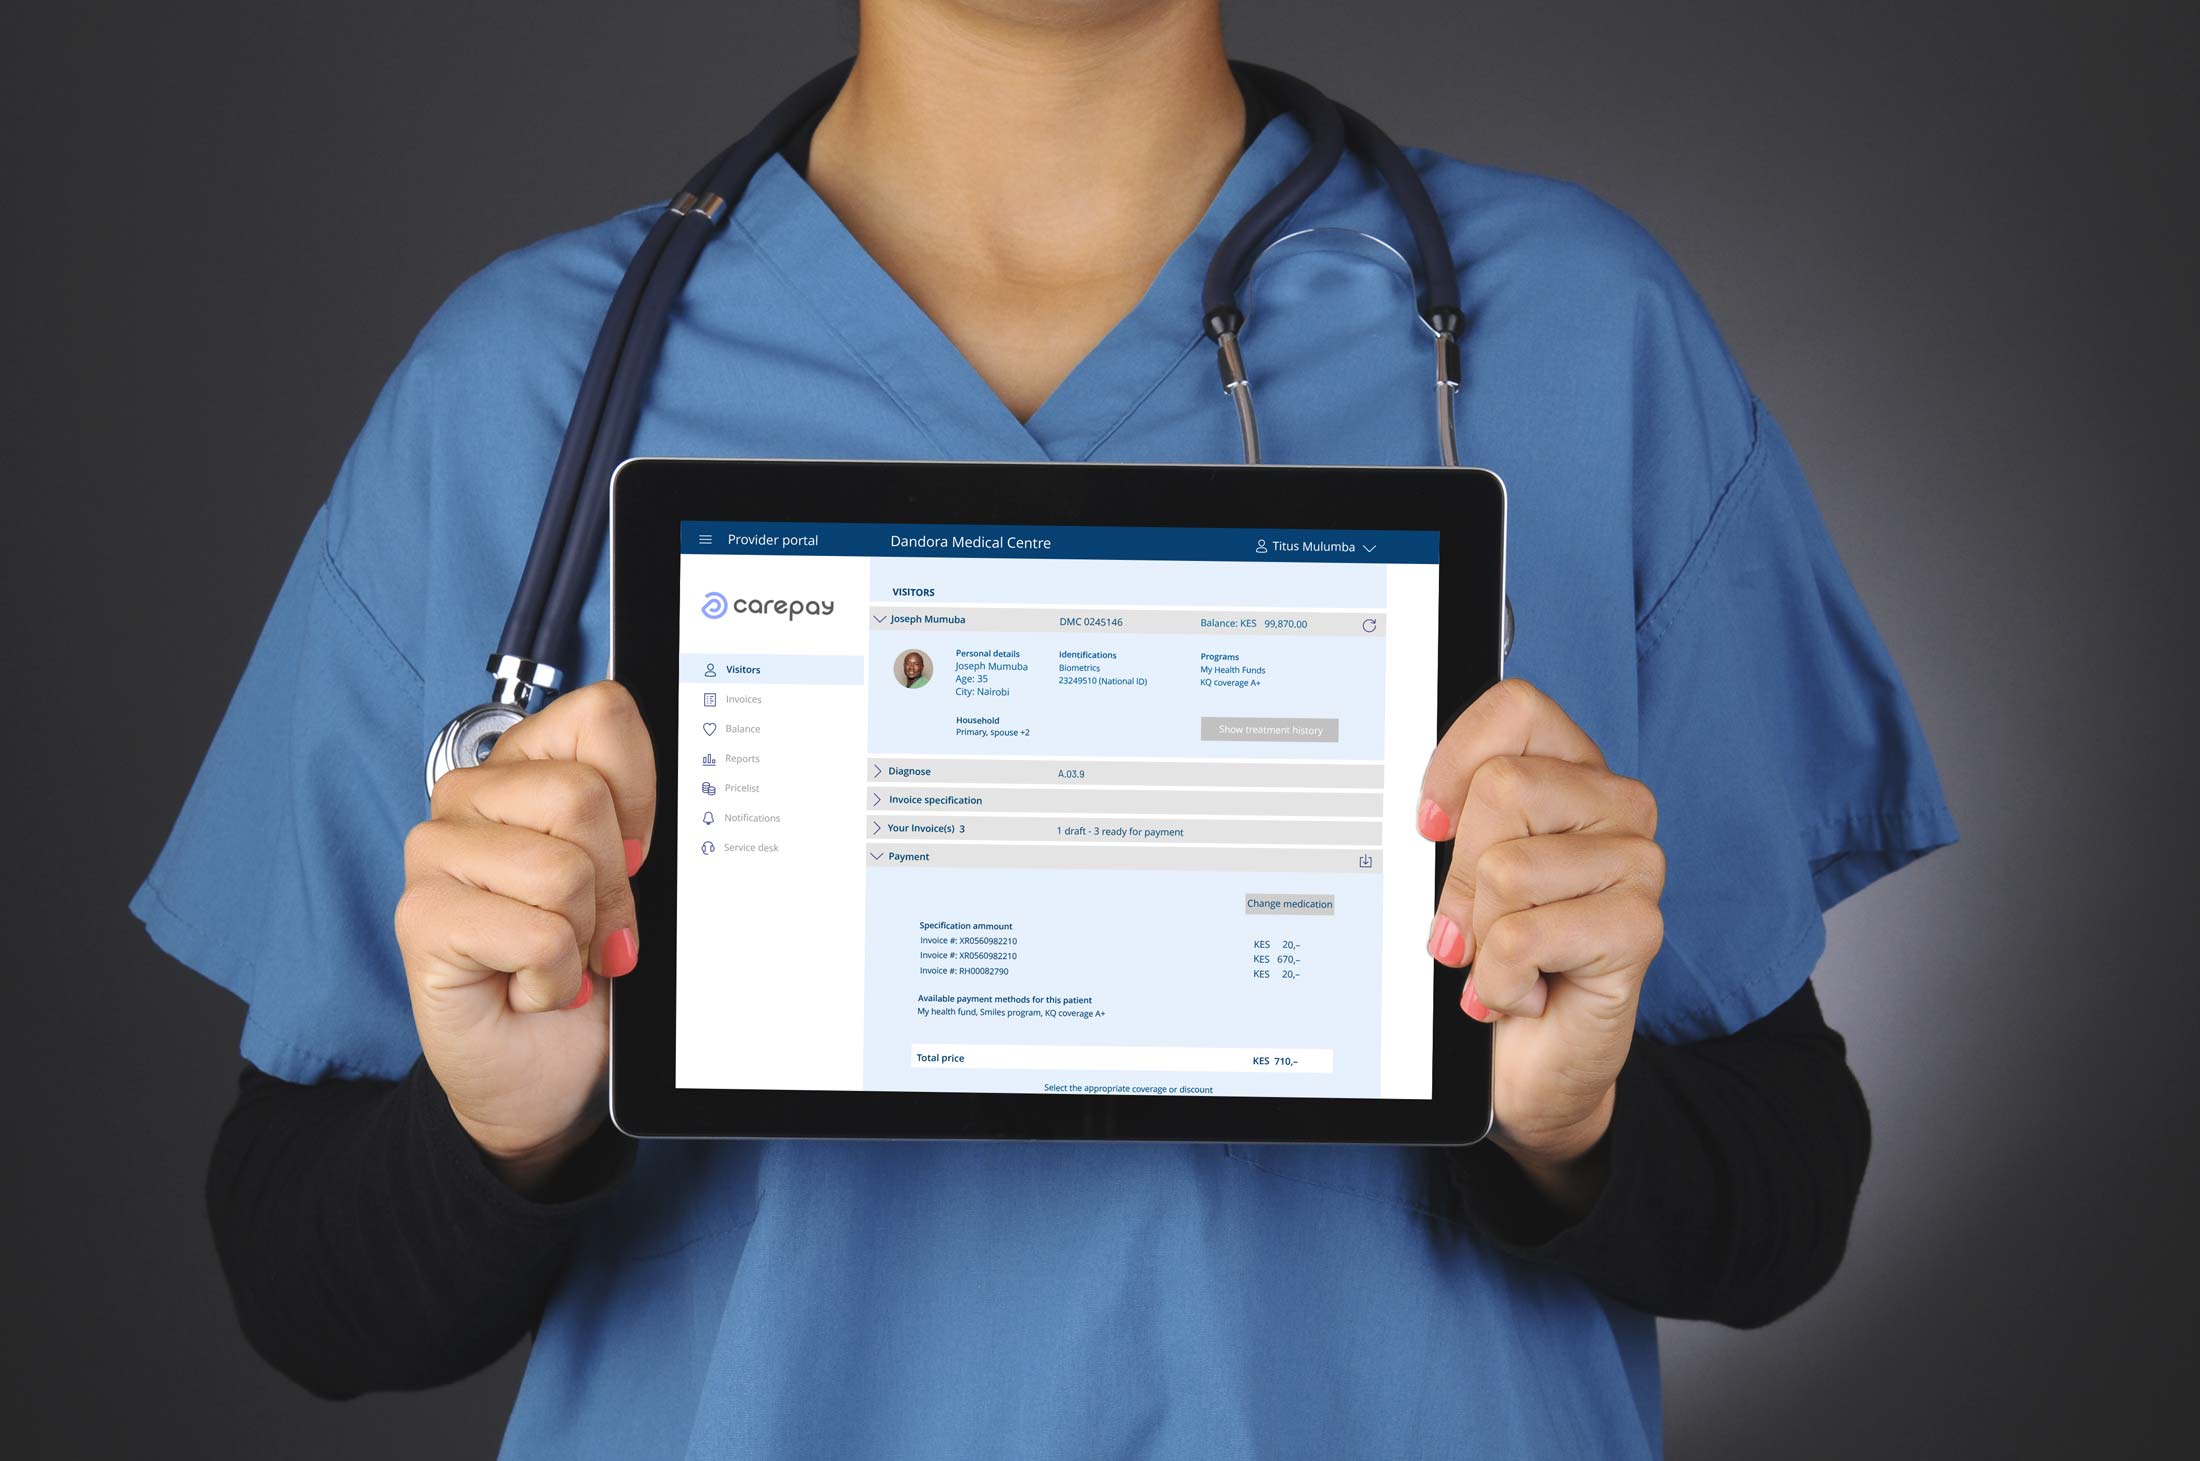 Provider portal
Dandora Medical Centre
Titus Mulumba
carepay
Visitors
Invoices
Balance
Reports
Pricelist
Notifications
Service desk
VISITORS
Joseph Mumuba DMC 0245146 Balance: KES 99,870.00
Personal details
Joseph Mumuba
Age: 35
City: Nairobi
Household
Primary, spouse +2
Identifications
Biometrics
23249510 (National ID)
Programs
My Health Funds
KQ coverage A+
Show treatment history
Diagnose A.03.9
Invoice specification
Your Invoice(s) 3 1 draft - 3 ready for payment
Payment
Change medication
Specification ammount
Invoice #: XR0560982210 KES 20,–
Invoice #: XR0560982210 KES 670,–
Invoice #: RH00082790 KES 20,–
Available payment methods for this patient
My health fund, Smiles program, KQ coverage A+
Total price KES 710,–
Select the appropriate coverage or discount